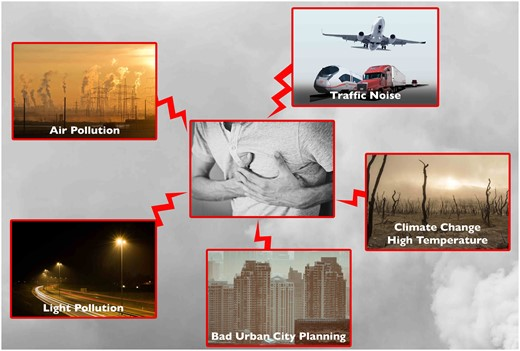 Air Pollution
Traffic Noise
Climate Change
High Temperature
Light Pollution
Bad Urban City Planning